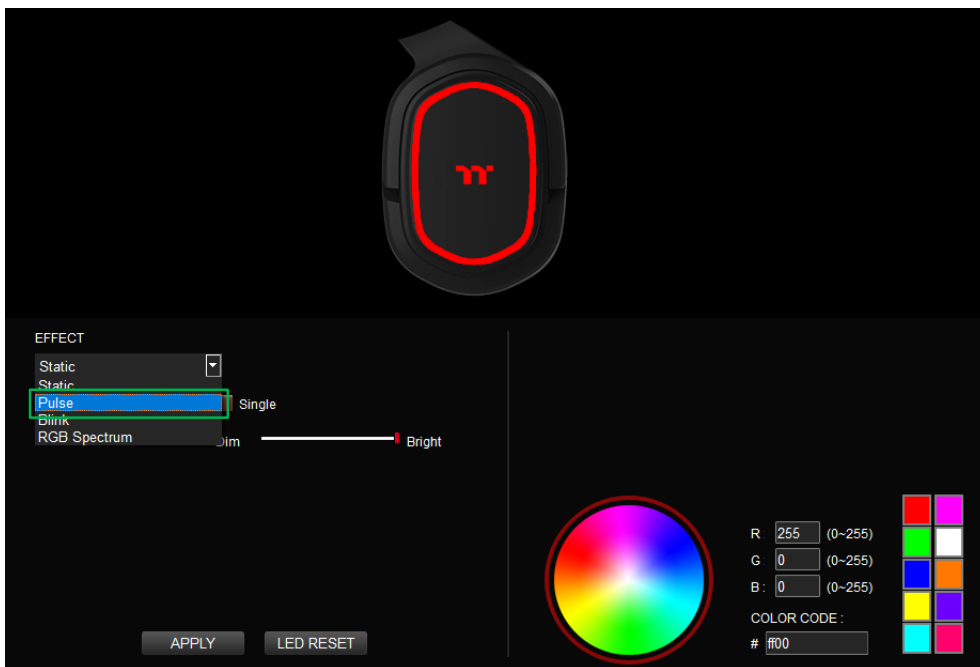 EFFECT
Static
Static
Pulse
Single
Blink
RGB Spectrum
Dim
Bright
R : 255 (0~255)
G : 0 (0~255)
B : 0 (0~255)
COLOR CODE :
# ff00
APPLY
LED RESET